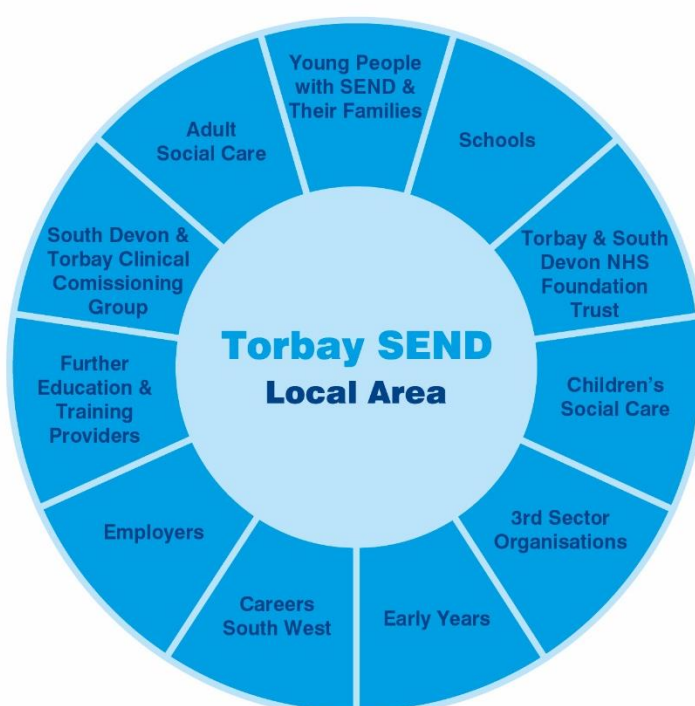 Young People
with SEND &
Their Families
Schools
Torbay & South
Devon NHS
Foundation
Trust
Children's
Social Care
3rd Sector
Organisations
Early Years
Careers
South West
Employers
Further
Education &
Training
Providers
South Devon &
Torbay Clinical
Comissioning
Group
Adult
Social Care
Torbay SEND
Local Area